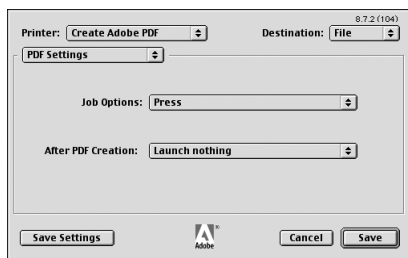 8.7.2 (104)
Printer: Create Adobe PDF Destination: File
PDF Settings
Job Options: Press
After PDF Creation: Launch nothing
Save Settings Adobe® Cancel Save